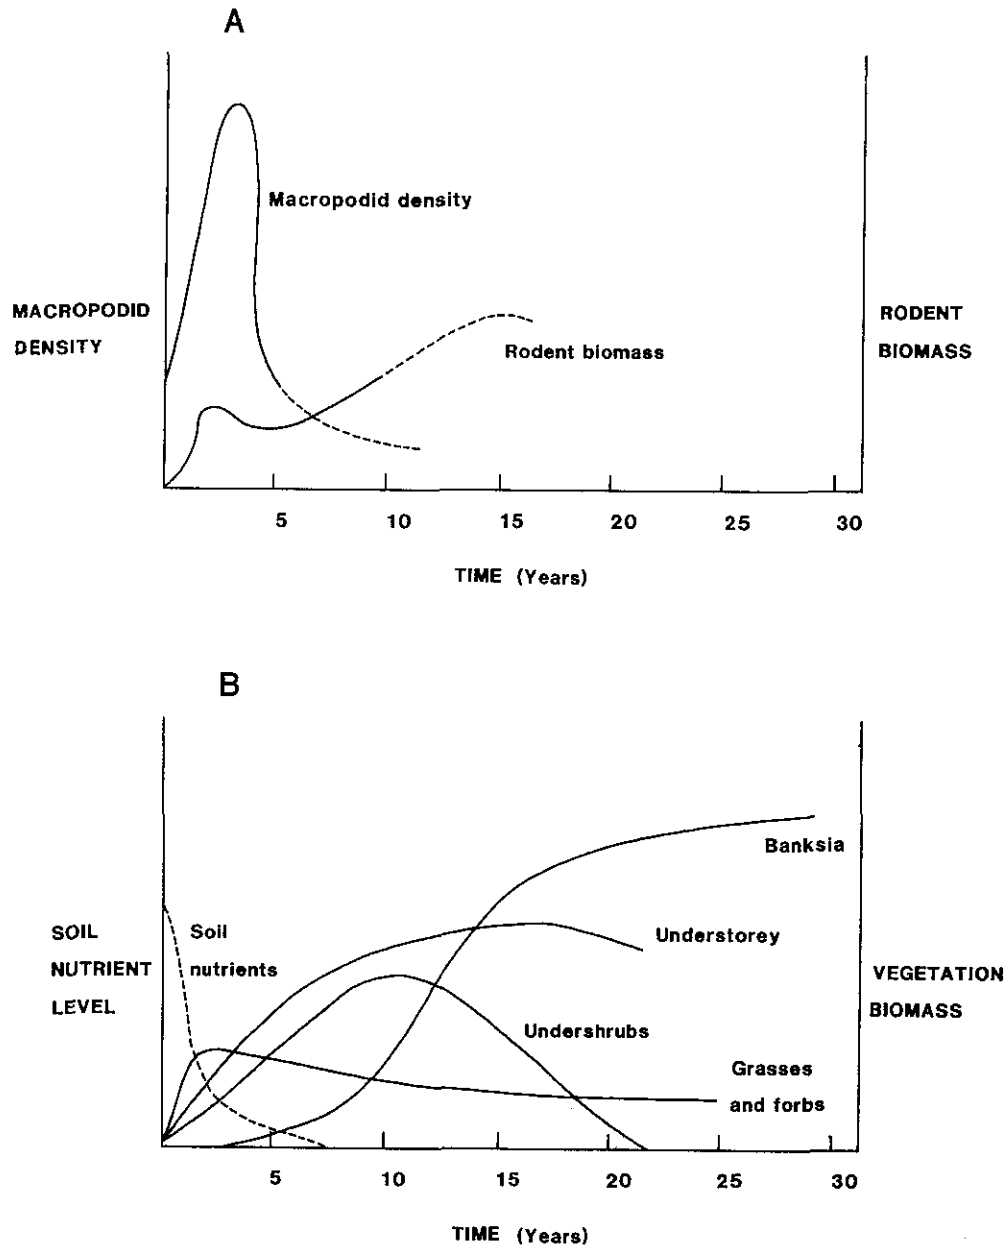 A
Macropodid density
MACROPODID
DENSITY
RODENT
BIOMASS
Rodent biomass
5 10 15 20 25 30
TIME (Years)
B
Banksia
SOIL
NUTRIENT
LEVEL
Soil
nutrients
Understorey
VEGETATION
BIOMASS
Undershrubs
Grasses
and forbs
5 10 15 20 25 30
TIME (Years)